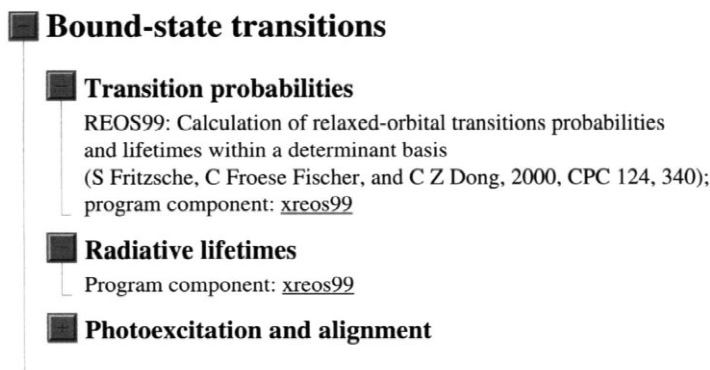 Bound-state transitions
Transition probabilities
REOS99: Calculation of relaxed-orbital transitions probabilities
and lifetimes within a determinant basis
(S Fritzsche, C Froese Fischer, and C Z Dong, 2000, CPC 124, 340);
program component: xreos99
Radiative lifetimes
Program component: xreos99
Photoexcitation and alignment